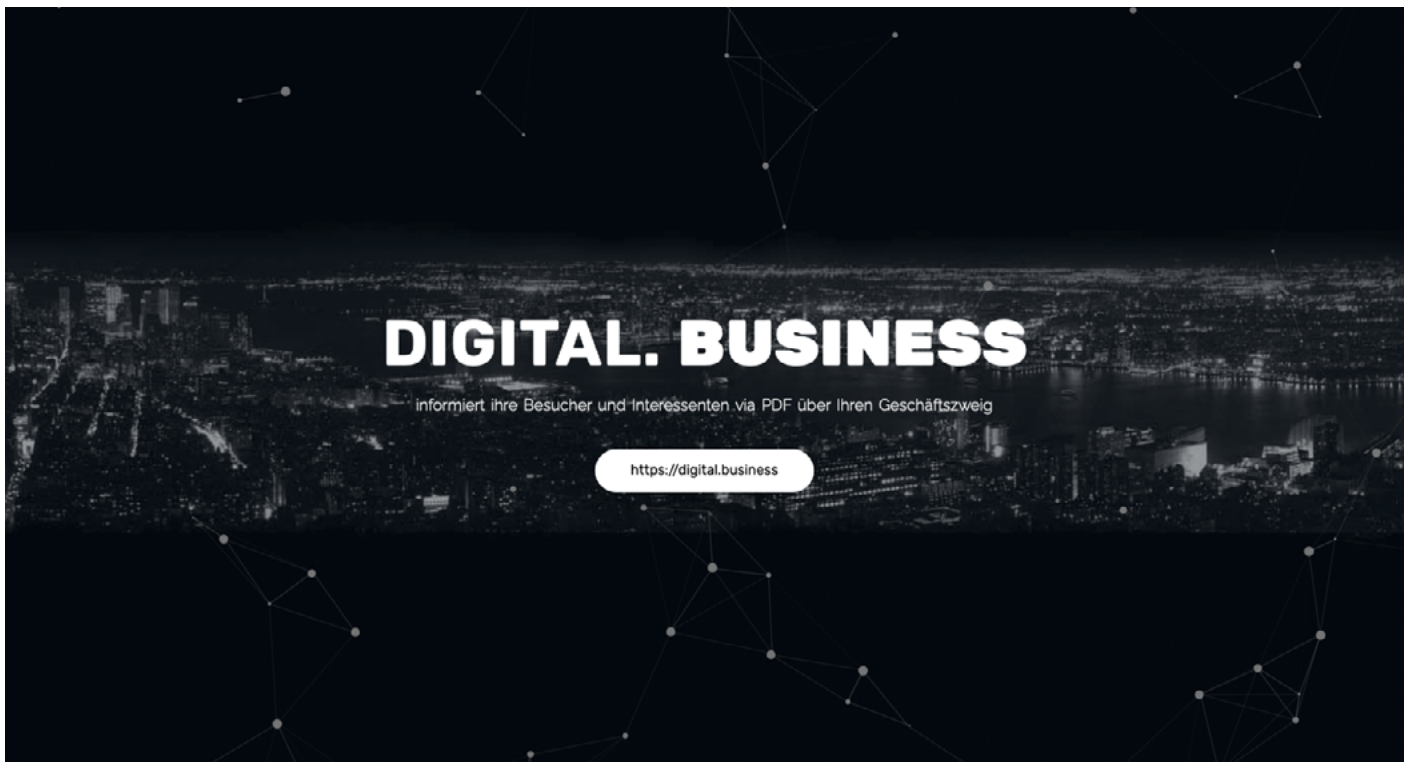 DIGITAL. BUSINESS
informiert ihre Besucher und Interessenten via PDF über Ihren Geschäftszweig
https://digital.business